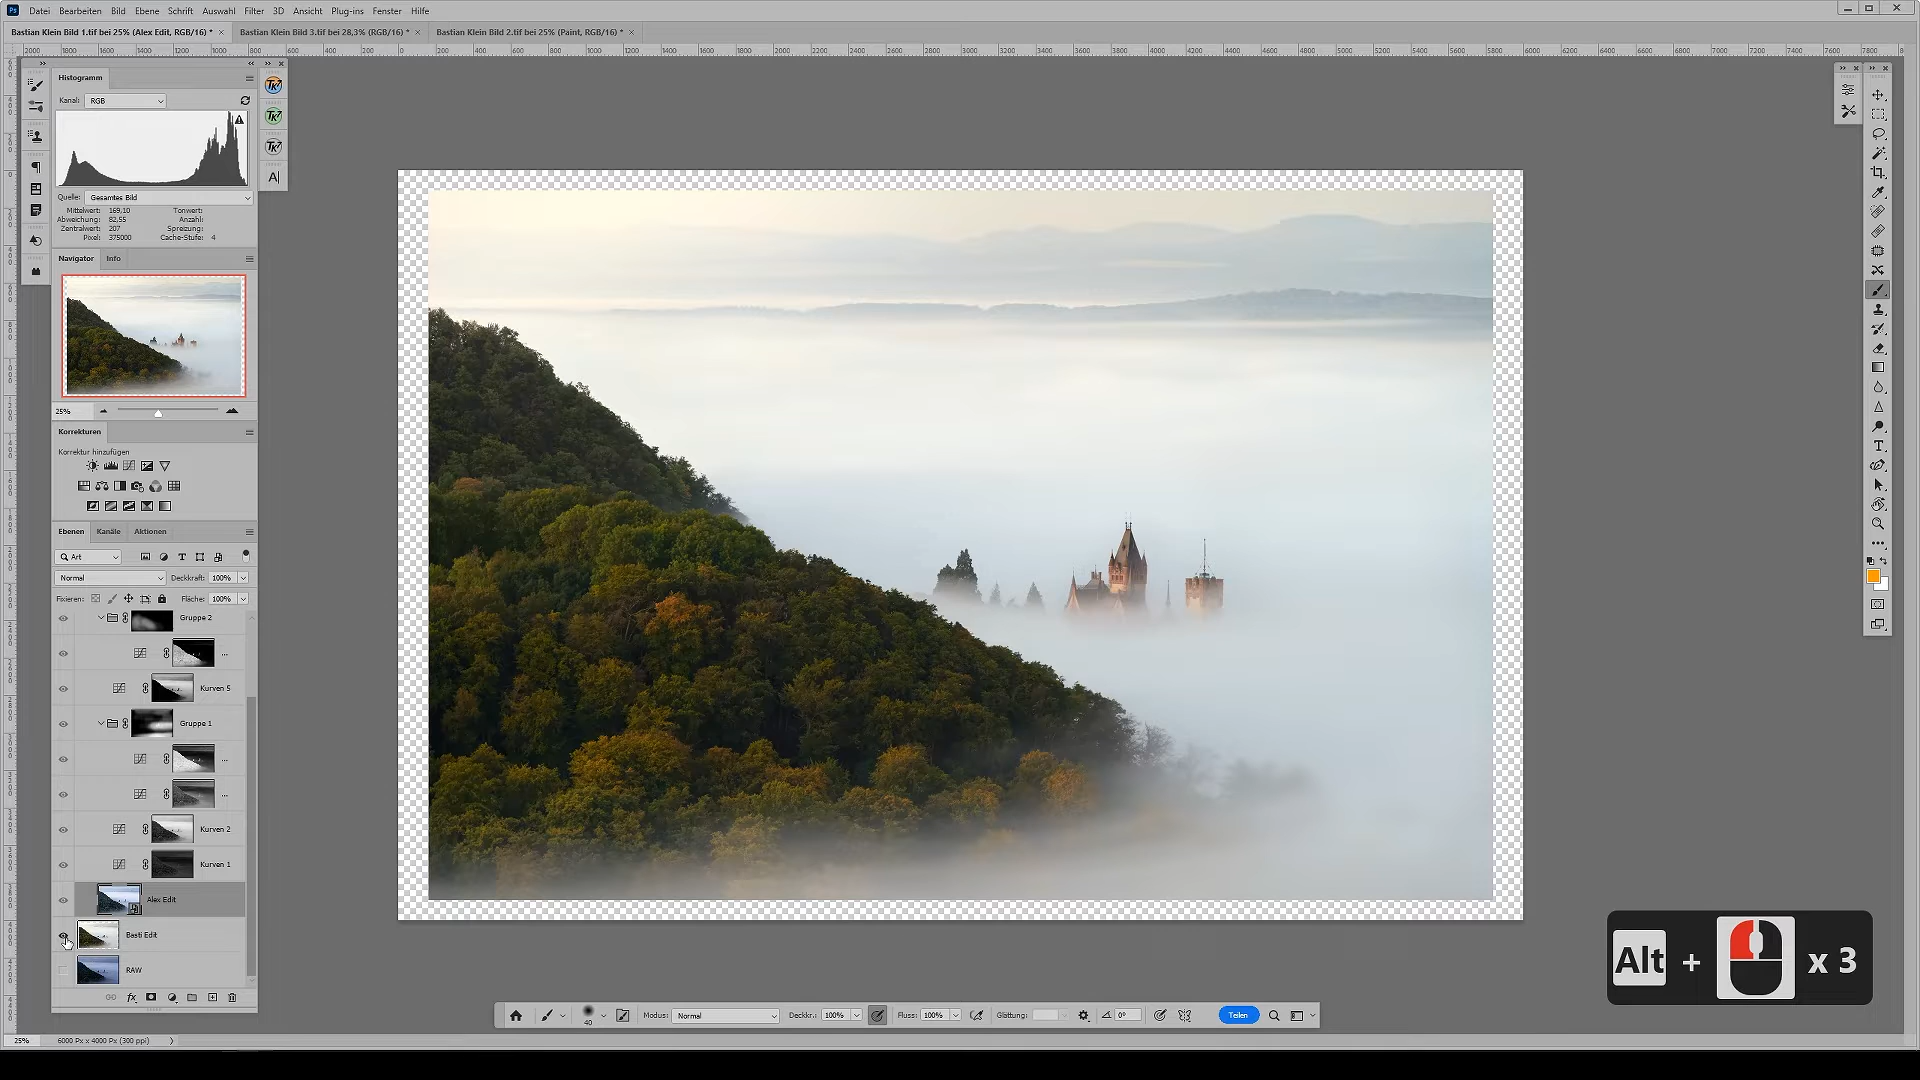 Datei Bearbeiten Bild Ebene Schrift Auswahl Filter 3D Ansicht Plug-ins Fenster Hilfe
Bastian Klein Bild 1.tif bei 25% (Alex Edit, RGB/16) * × Bastian Klein Bild 3.tif bei 28,3% (RGB/16) * × Bastian Klein Bild 2.tif bei 25% (Paint, RGB/16) * ×
Histogramm
Kanal: RGB
Quelle: Gesamtes Bild
Mittelwert: 169,10 Tonwert:
Abweichung: 82,55 Anzahl:
Zentralwert: 207 Spreizung:
Pixel: 375000 Cache-Stufe: 4
Navigator Info
25%
Korrekturen
Korrektur hinzufügen
Ebenen Kanäle Aktionen
Art
Normal Deckkraft: 100%
Fixieren: Fläche: 100%
Gruppe 2
...
Kurven 5
Gruppe 1
...
...
Kurven 2
Kurven 1
Alex Edit
Basti Edit
RAW
Alt + x 3
40 Modus: Normal Deckkr.: 100% Fluss: 100% Glättung: 0° Teilen
25% 6000 Px x 4000 Px (300 ppi)